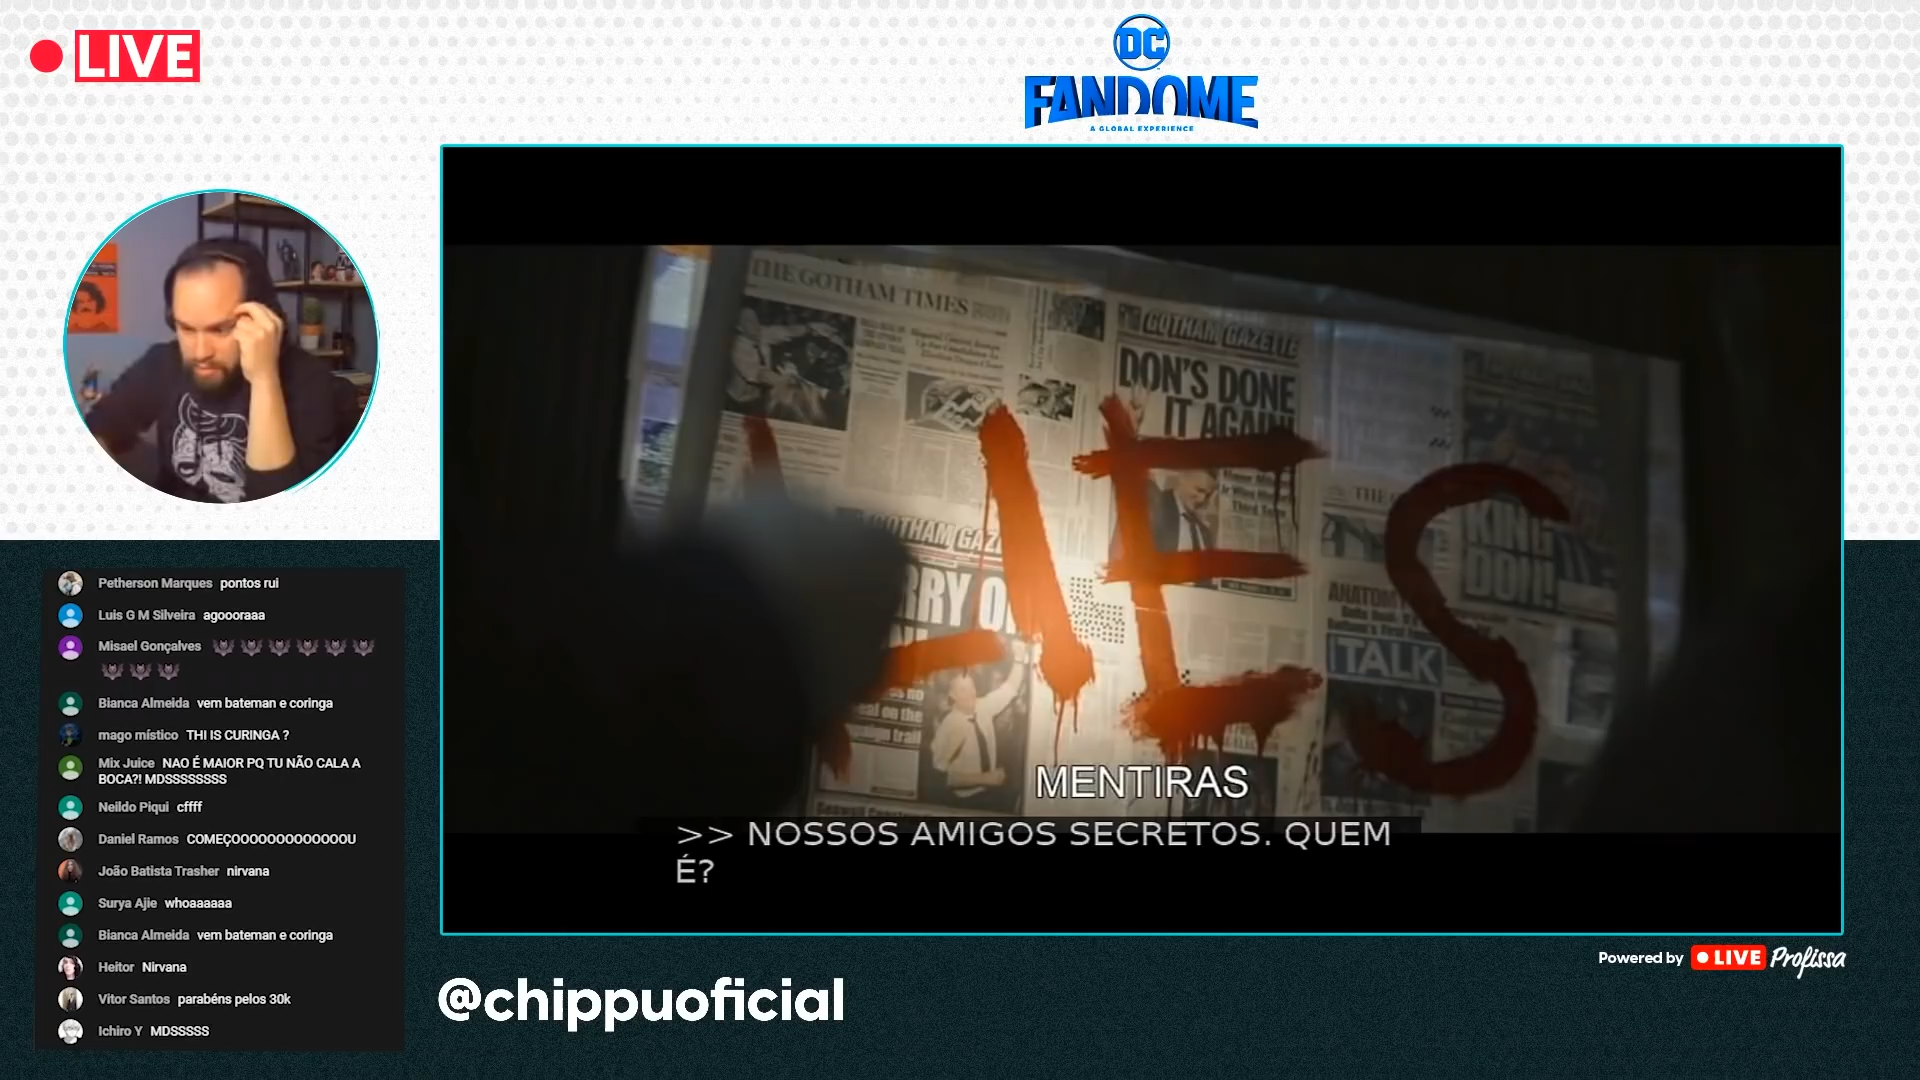 LIVE
DC
FANDOME
A GLOBAL EXPERIENCE
THE GOTHAM TIMES
GOTHAM GAZETTE
DON'S DONE
IT AGAIN!
LIES
GOTHAM
KING
DON!
TALK
MENTIRAS
>> NOSSOS AMIGOS SECRETOS. QUEM
É?
Petherson Marques pontos rui
Luis G M Silveira agoooraaa
Misael Gonçalves
Bianca Almeida vem bateman e coringa
mago místico THI IS CURINGA ?
Mix Juice NAO É MAIOR PQ TU NÃO CALA A
BOCA?! MDSSSSSSSS
Neildo Piqui cffff
Daniel Ramos COMEÇOOOOOOOOOOOOOU
João Batista Trasher nirvana
Surya Ajie whoaaaaaa
Bianca Almeida vem bateman e coringa
Heitor Nirvana
Vitor Santos parabéns pelos 30k
Ichiro Y MDSSSSS
Powered by LIVE Profissa
@chippuoficial